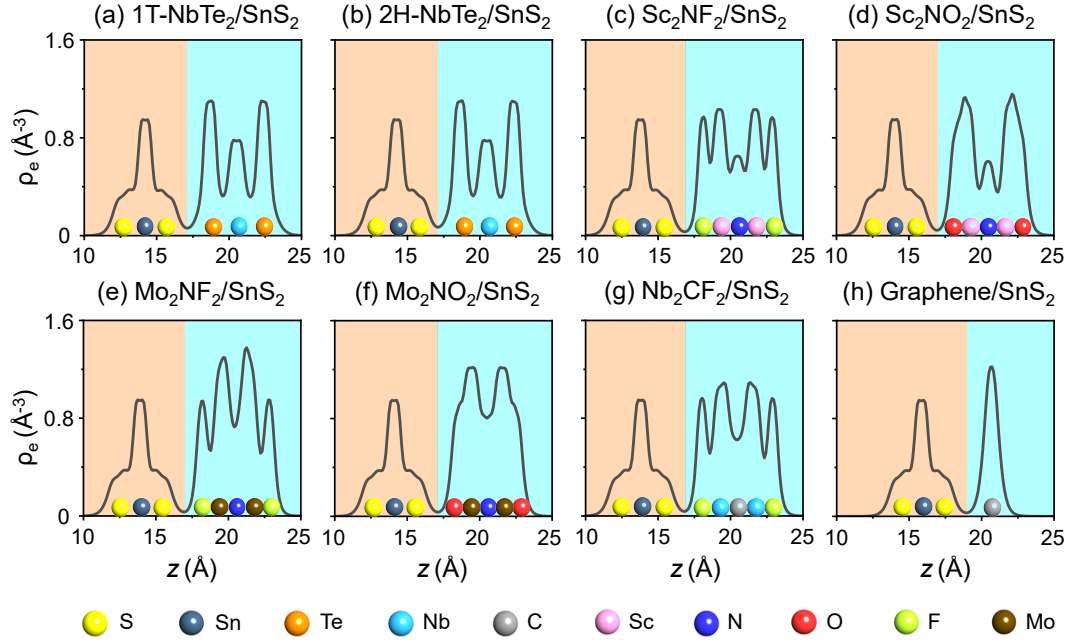 (a) 1T-NbTe₂/SnS₂
(b) 2H-NbTe₂/SnS₂
(c) Sc₂NF₂/SnS₂
(d) Sc₂NO₂/SnS₂
1.6
0.8
0
ρₑ (Å⁻³)
10 15 20 25
10 15 20 25
10 15 20 25
10 15 20 25
(e) Mo₂NF₂/SnS₂
(f) Mo₂NO₂/SnS₂
(g) Nb₂CF₂/SnS₂
(h) Graphene/SnS₂
1.6
0.8
0
ρₑ (Å⁻³)
10 15 20 25
10 15 20 25
10 15 20 25
10 15 20 25
z (Å)
z (Å)
z (Å)
z (Å)
S Sn Te Nb C Sc N O F Mo